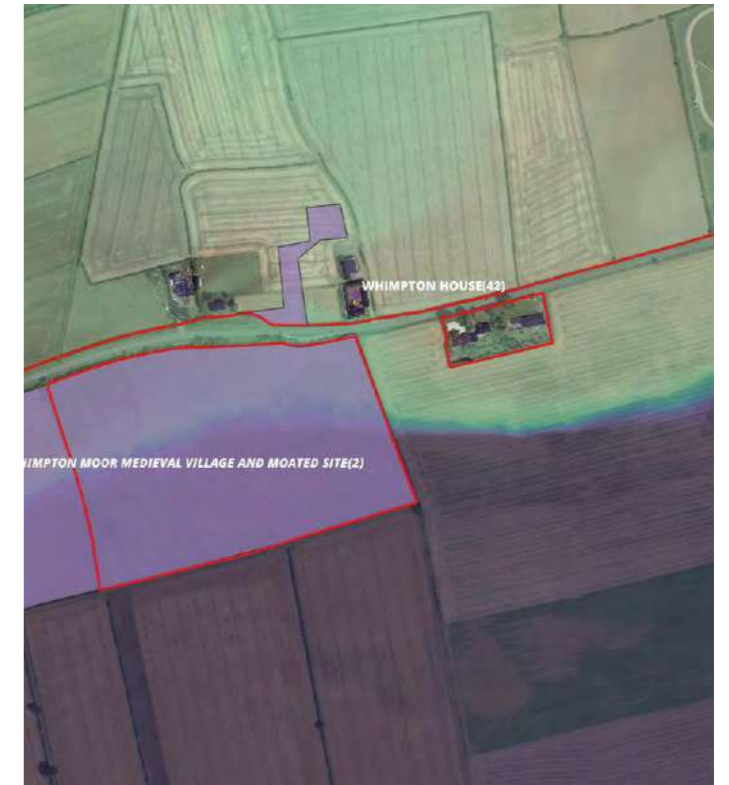 WHIMPTON HOUSE(42)
HIMPTON MOOR MEDIEVAL VILLAGE AND MOATED SITE(2)